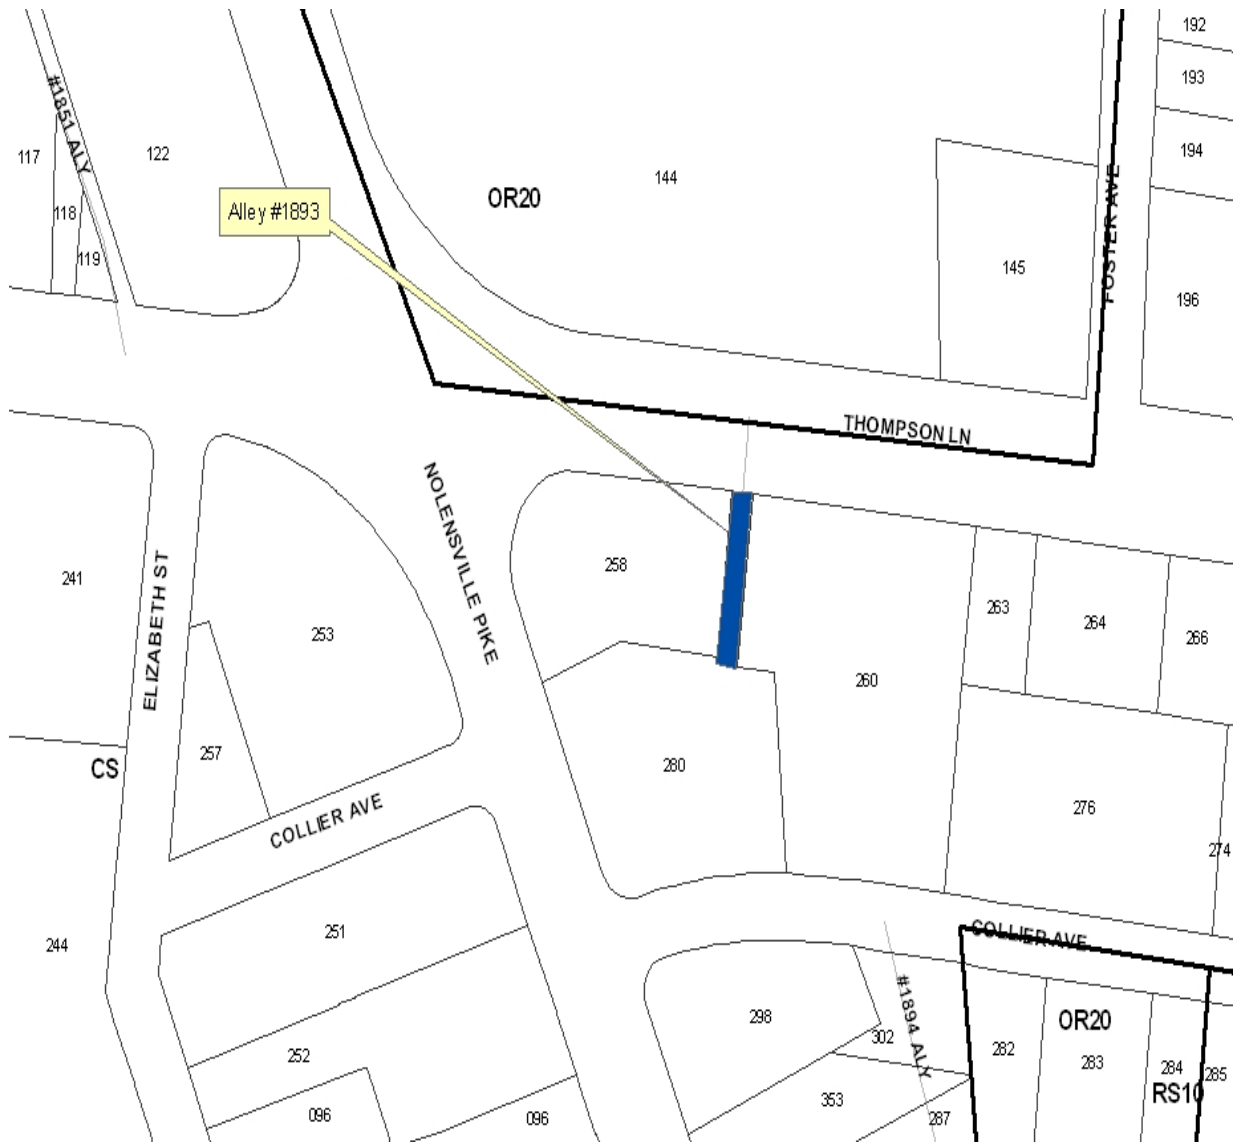 192
193
#1851 ALY
117
122
194
144
OR20
118
Alley #1893
FOSTER AVE
119
145
196
THOMPSON LN
NOLENSVILLE PIKE
258
241
ELIZABETH ST
263
264
253
266
260
257
280
CS
COLLIER AVE
276
274
251
244
COLLIER AVE
298
#1894 ALY
OR20
302
282
252
283
284
285
RS10
353
096
096
287